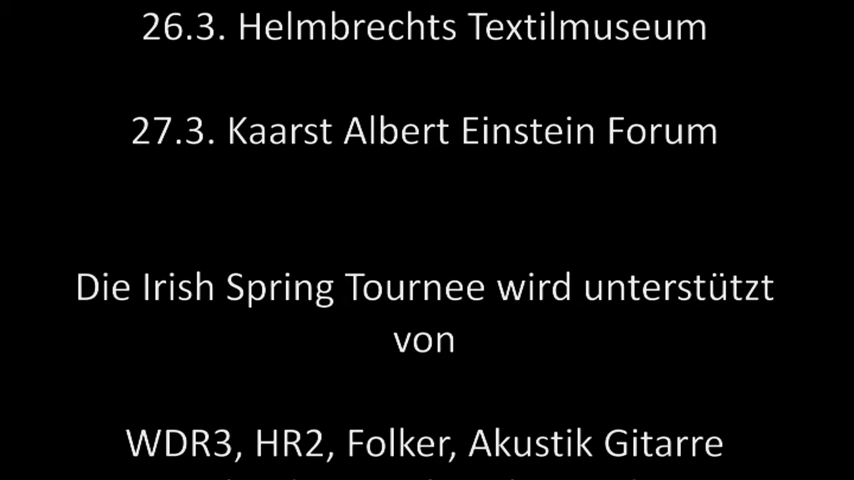 26.3. Helmbrechts Textilmuseum
27.3. Kaarst Albert Einstein Forum
Die Irish Spring Tournee wird unterstützt
von
WDR3, HR2, Folker, Akustik Gitarre